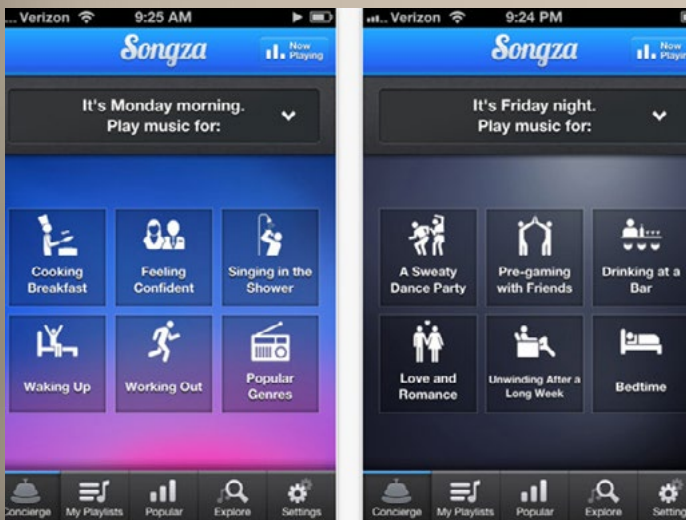 ... Verizon 9:25 AM
Songza
Now Playing
It's Monday morning.
Play music for:
Cooking Breakfast
Feeling Confident
Singing in the Shower
Waking Up
Working Out
Popular Genres
Concierge
My Playlists
Popular
Explore
Settings
Verizon 9:24 PM
Songza
Now Playing
It's Friday night.
Play music for:
A Sweaty Dance Party
Pre-gaming with Friends
Drinking at a Bar
Love and Romance
Unwinding After a Long Week
Bedtime
Concierge
My Playlists
Popular
Explore
Settings